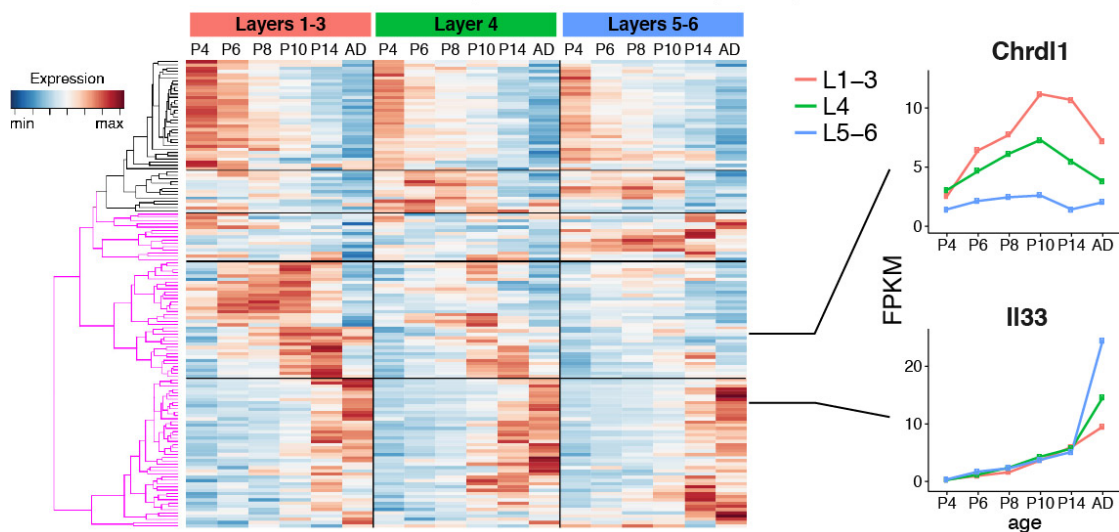 Layers 1-3 Layer 4 Layers 5-6
P4 P6 P8 P10 P14 AD P4 P6 P8 P10 P14 AD P4 P6 P8 P10 P14 AD
Expression
min max
L1−3
L4
L5−6
FPKM
Chrdl1
10
5
0
P4 P6 P8 P10 P14 AD
Il33
20
10
0
P4 P6 P8 P10 P14 AD
age